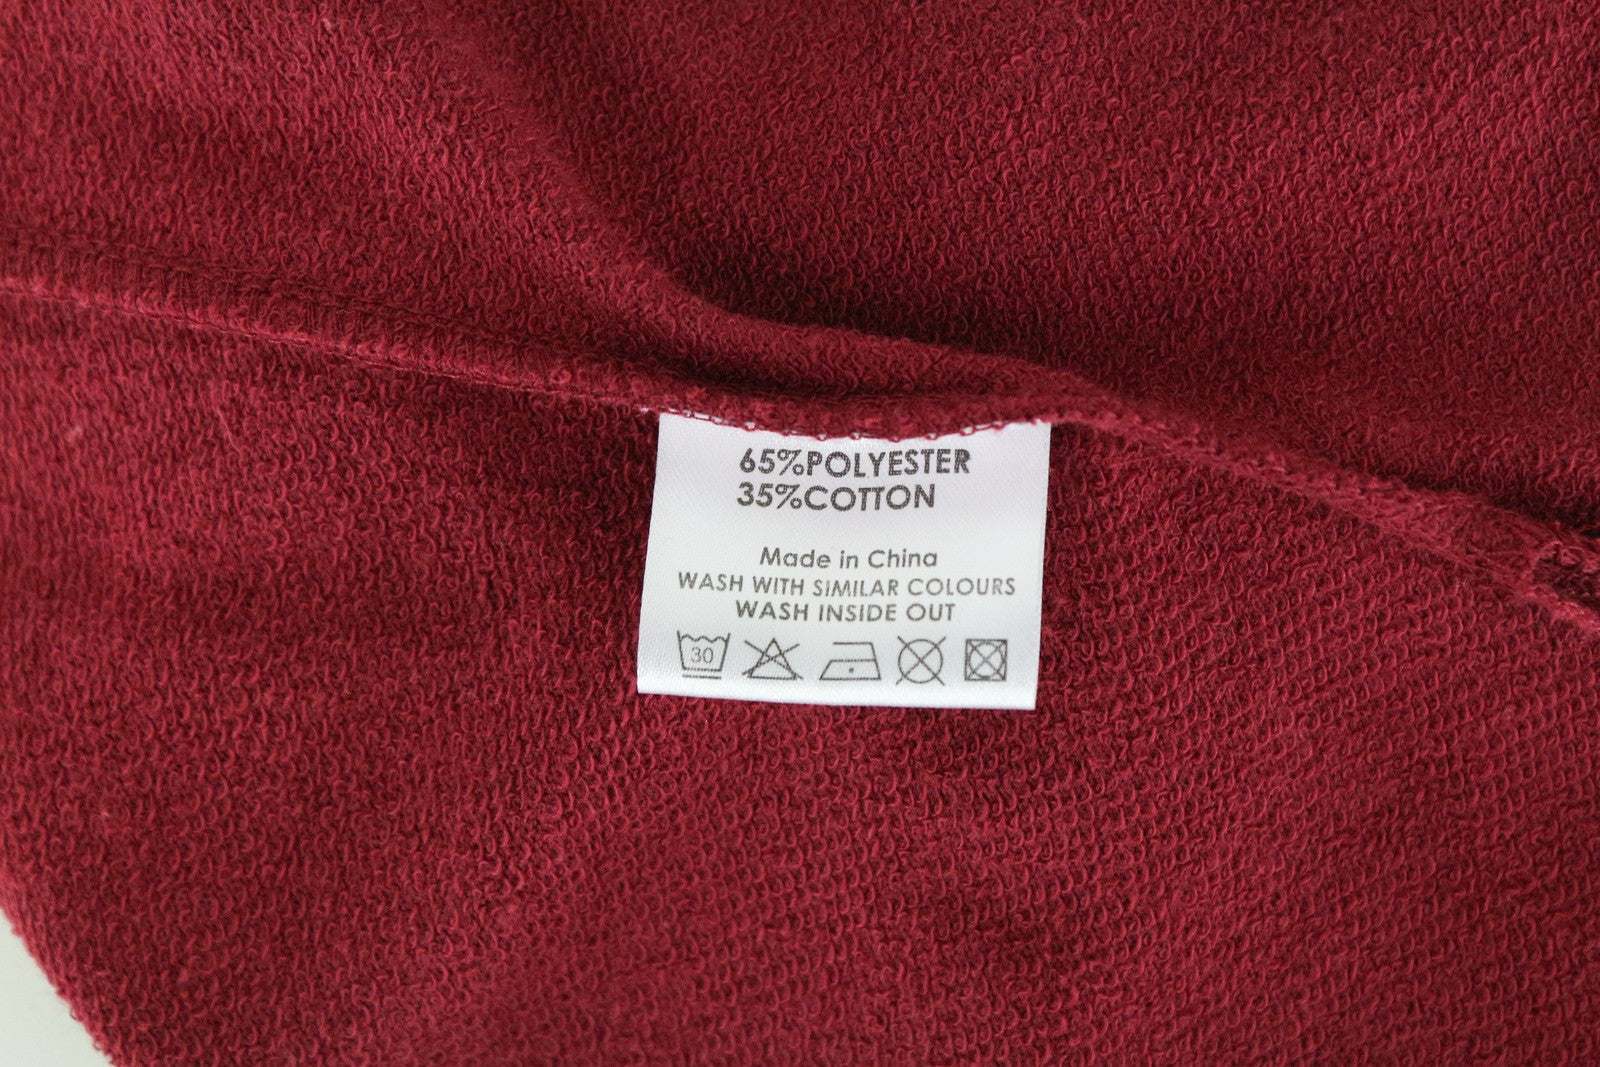 65%POLYESTER
35%COTTON
Made in China
WASH WITH SIMILAR COLOURS
WASH INSIDE OUT
30